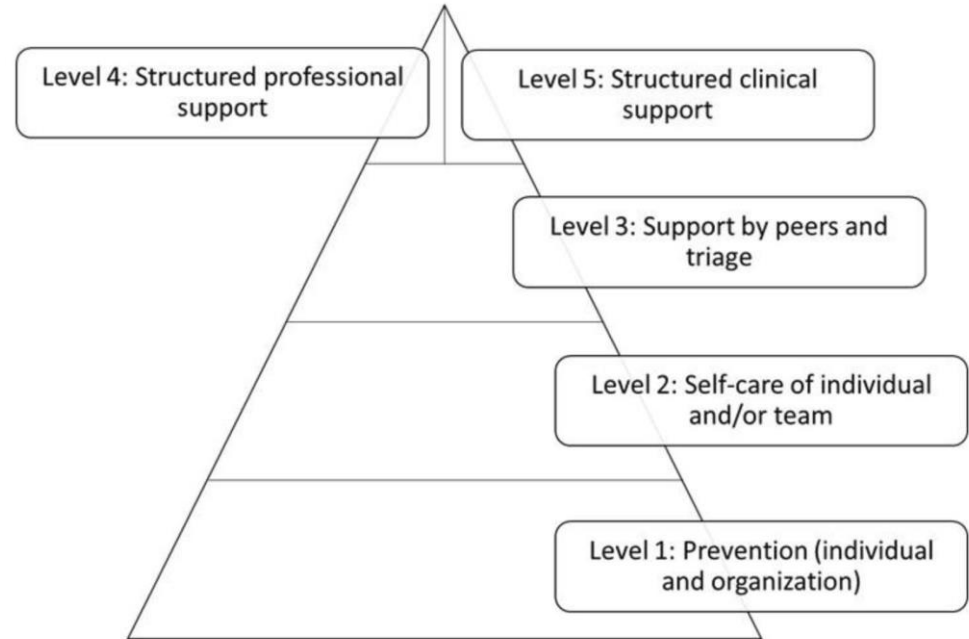 Level 4: Structured professional
support
Level 5: Structured clinical
support
Level 3: Support by peers and
triage
Level 2: Self-care of individual
and/or team
Level 1: Prevention (individual
and organization)